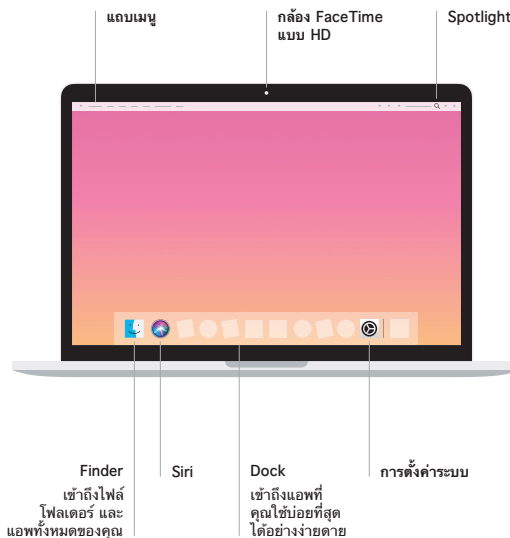 แถบเมนู
กล้อง FaceTime
แบบ HD
Spotlight
Finder
เข้าถึงไฟล์
โฟลเดอร์ และ
แอพทั้งหมดของคุณ
Siri
Dock
เข้าถึงแอพที่
คุณใช้บ่อยที่สุด
ได้อย่างง่ายดาย
การตั้งค่าระบบ